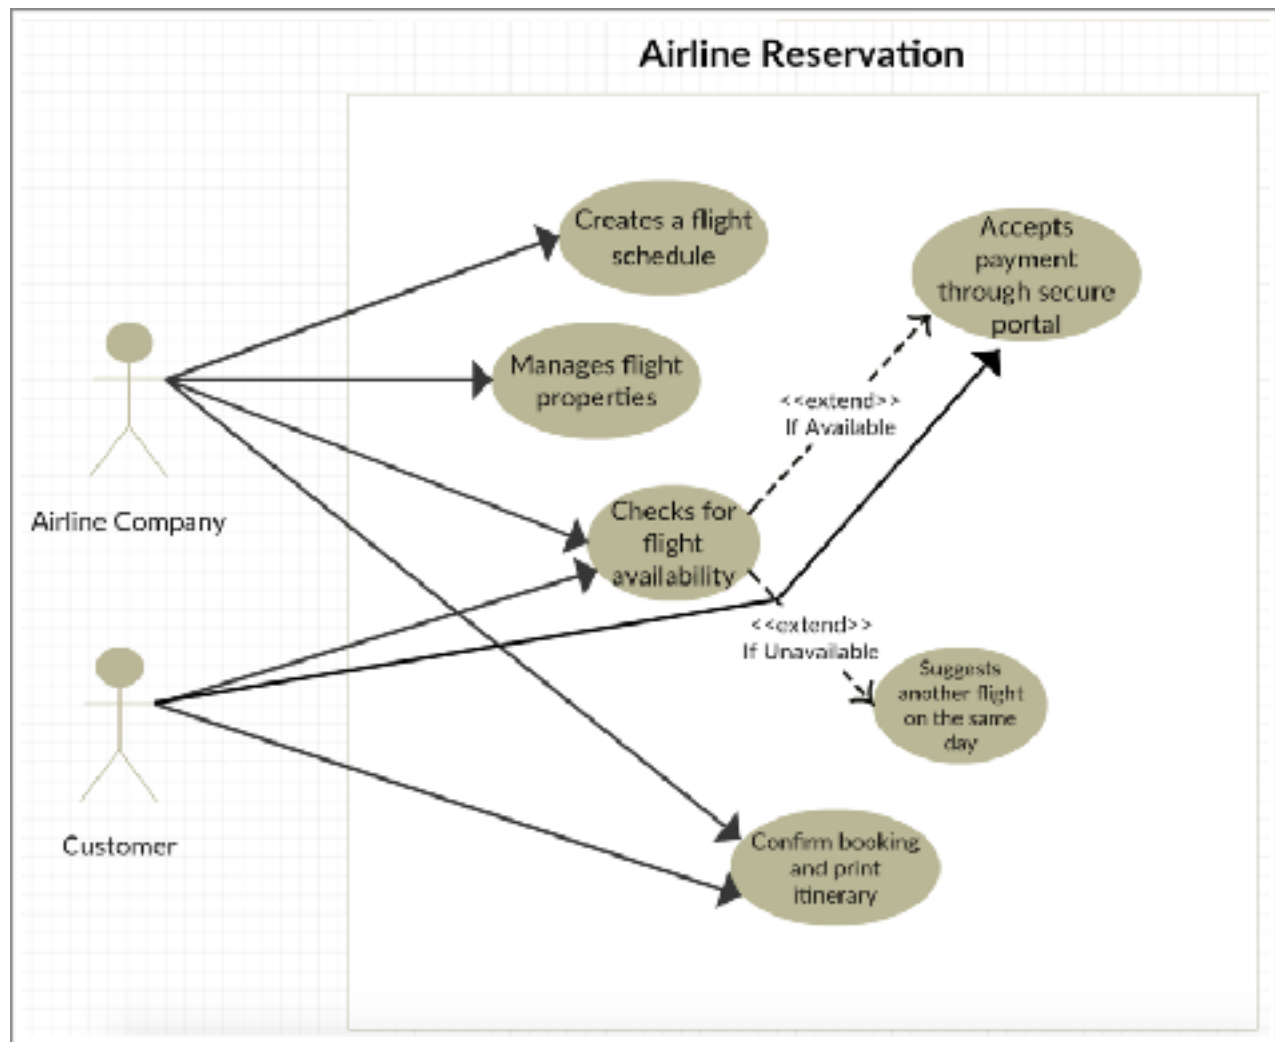 Airline Reservation
Creates a flight
schedule
Accepts
payment
through secure
portal
Manages flight
properties
<<extend>>
If Available
Airline Company
Checks for
flight
availability
<<extend>>
If Unavailable
Suggests
another flight
on the same
day
Customer
Confirm booking
and print
itinerary